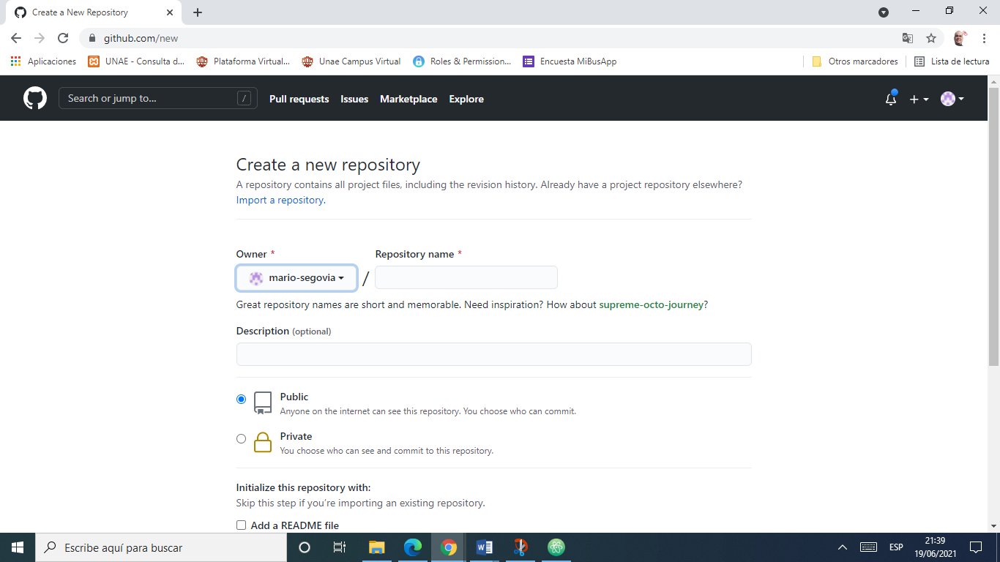 Create a New Repository
github.com/new
Aplicaciones
UNAE - Consulta d...
Plataforma Virtual...
Unae Campus Virtual
Roles & Permission...
Encuesta MiBusApp
Otros marcadores
Lista de lectura
Search or jump to...
/
Pull requests
Issues
Marketplace
Explore
Create a new repository
A repository contains all project files, including the revision history. Already have a project repository elsewhere?
Import a repository.
Owner *
Repository name *
mario-segovia
/
Great repository names are short and memorable. Need inspiration? How about supreme-octo-journey?
Description (optional)
Public
Anyone on the internet can see this repository. You choose who can commit.
Private
You choose who can see and commit to this repository.
Initialize this repository with:
Skip this step if you're importing an existing repository.
Add a README file
Escribe aquí para buscar
ESP
21:39
19/06/2021